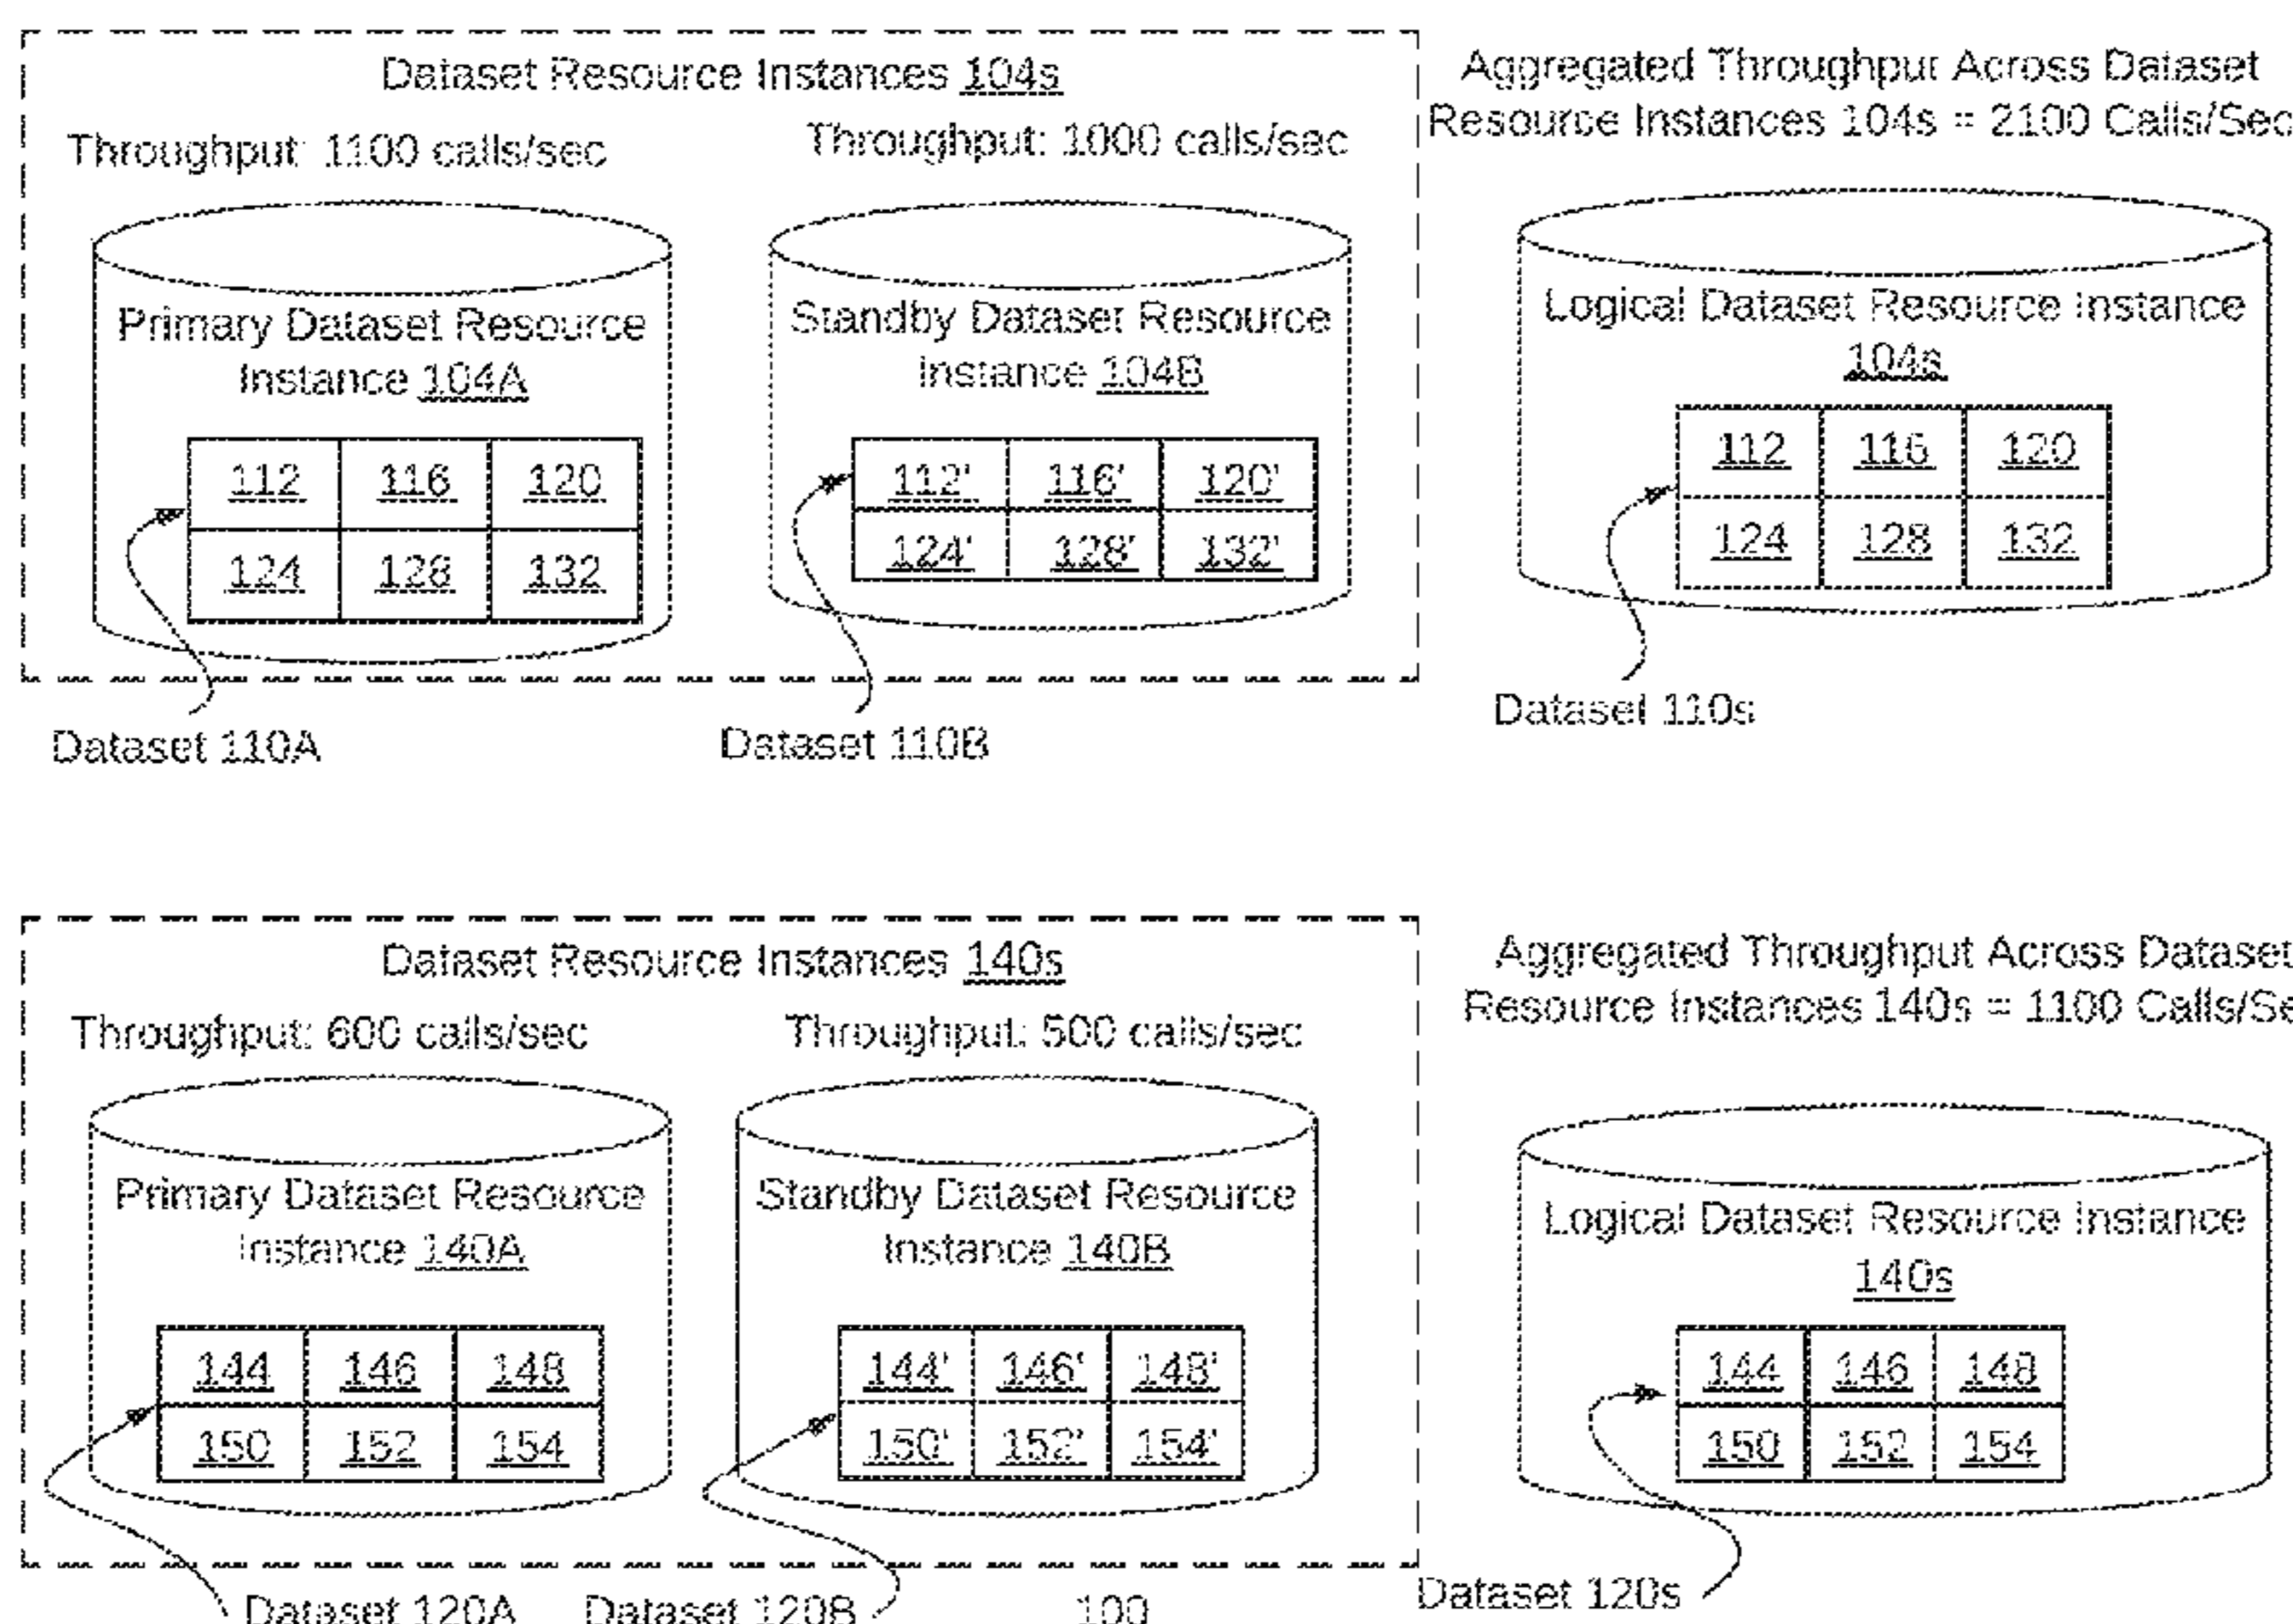 Dataset Resource Instances 104s
Throughput: 1100 calls/sec
Throughput: 1000 calls/sec
Primary Dataset Resource
Instance 104A
112 116 120
124 128 132
Dataset 110A
Standby Dataset Resource
Instance 104B
112' 116' 120'
124' 128' 132'
Dataset 110B
Aggregated Throughput Across Dataset
Resource Instances 104s = 2100 Calls/Sec
Logical Dataset Resource Instance
104s
112 116 120
124 128 132
Dataset 110s
Dataset Resource Instances 140s
Throughput: 600 calls/sec
Throughput: 500 calls/sec
Primary Dataset Resource
Instance 140A
144 146 148
150 152 154
Dataset 120A
Standby Dataset Resource
Instance 140B
144' 146' 148'
150' 152' 154'
Dataset 120B
100
Aggregated Throughput Across Dataset
Resource Instances 140s = 1100 Calls/Se
Logical Dataset Resource Instance
140s
144 146 148
150 152 154
Dataset 120s